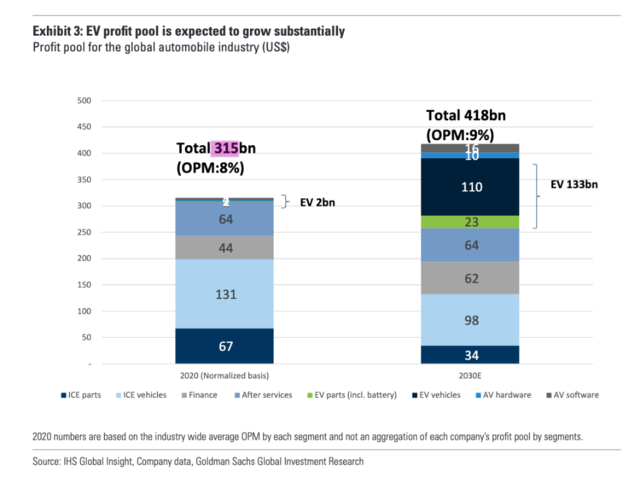 Exhibit 3: EV profit pool is expected to grow substantially
Profit pool for the global automobile industry (US$)
500
450
400
350
300
250
200
150
100
50
-
Total 315bn
(OPM:8%)
EV 2bn
64
44
131
67
Total 418bn
(OPM:9%)
16
10
110
EV 133bn
23
64
62
98
34
2020 (Normalized basis)
2030E
ICE parts ICE vehicles Finance After services EV parts (incl. battery) EV vehicles AV hardware AV software
2020 numbers are based on the industry wide average OPM by each segment and not an aggregation of each company's profit pool by segments.
Source: IHS Global Insight, Company data, Goldman Sachs Global Investment Research